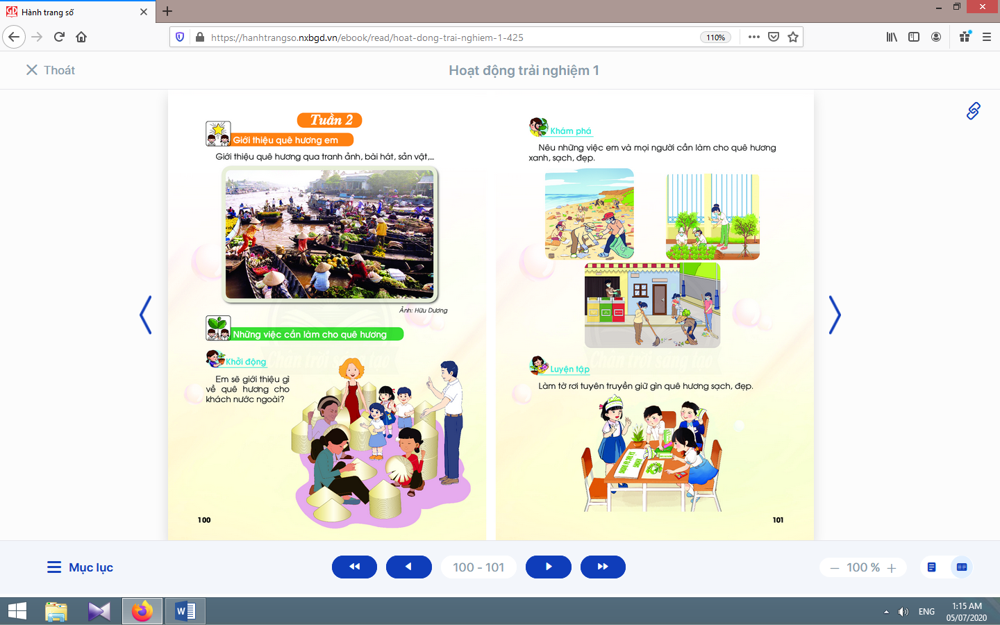 Hành trang số
https://hanhtrangso.nxbgd.vn/ebook/read/hoat-dong-trai-nghiem-1-425
110%
Thoát
Hoạt động trải nghiệm 1
Tuần 2
Giới thiệu quê hương em
Giới thiệu quê hương qua tranh ảnh, bài hát, sản vật,...
Ảnh: Hữu Dương
Những việc cần làm cho quê hương
Khởi động
Em sẽ giới thiệu gì
về quê hương cho
khách nước ngoài?
100
Khám phá
Nêu những việc em và mọi người cần làm cho quê hương
xanh, sạch, đẹp.
Chân trời sáng tạo
Luyện tập
Làm tờ rơi tuyên truyền giữ gìn quê hương sạch, đẹp.
101
Mục lục
100 - 101
100 %
ENG
1:15 AM
05/07/2020